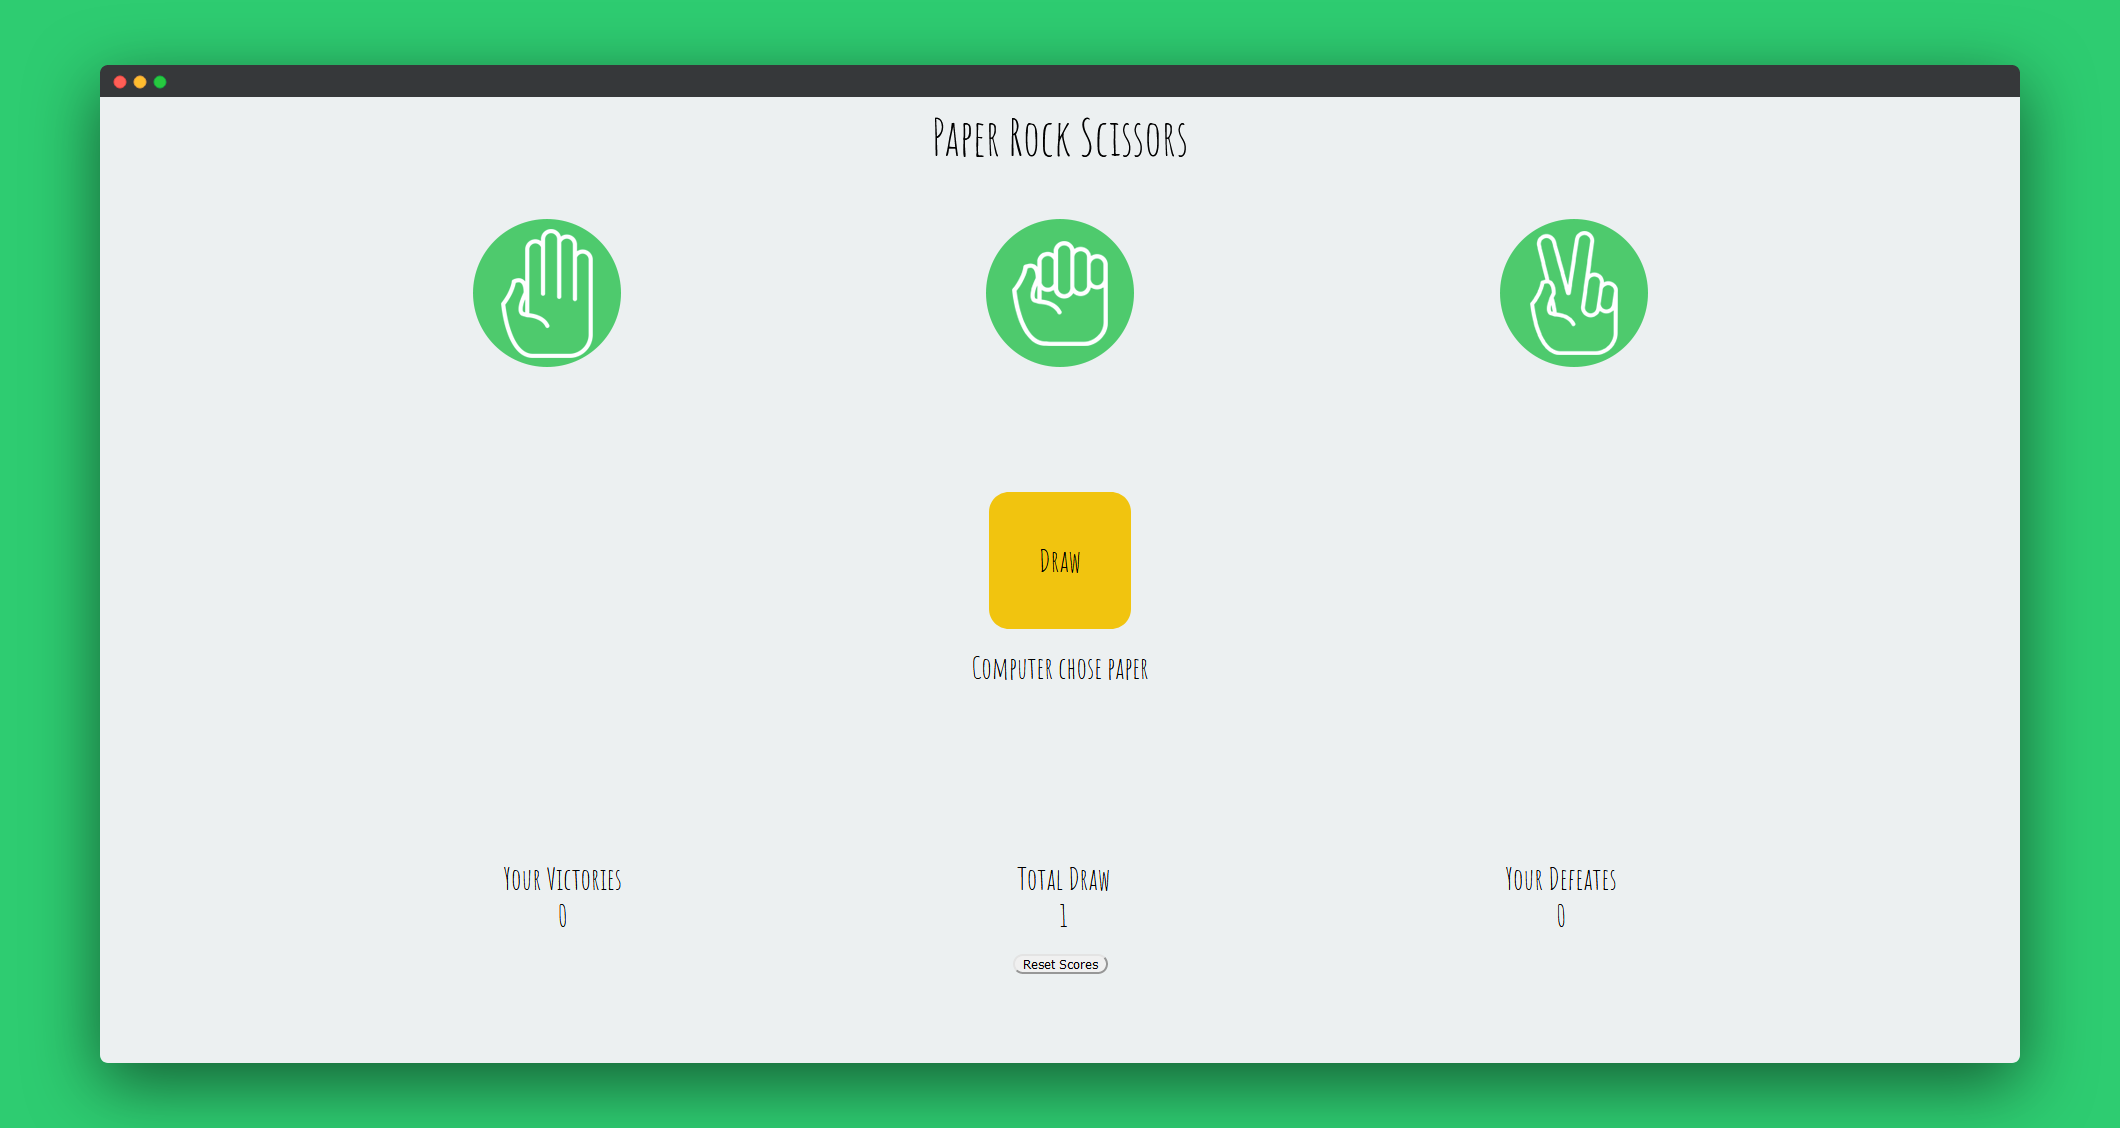 Paper Rock Scissors
Draw
Computer chose paper
Your Victories
0
Total Draw
1
Your Defeates
0
Reset Scores